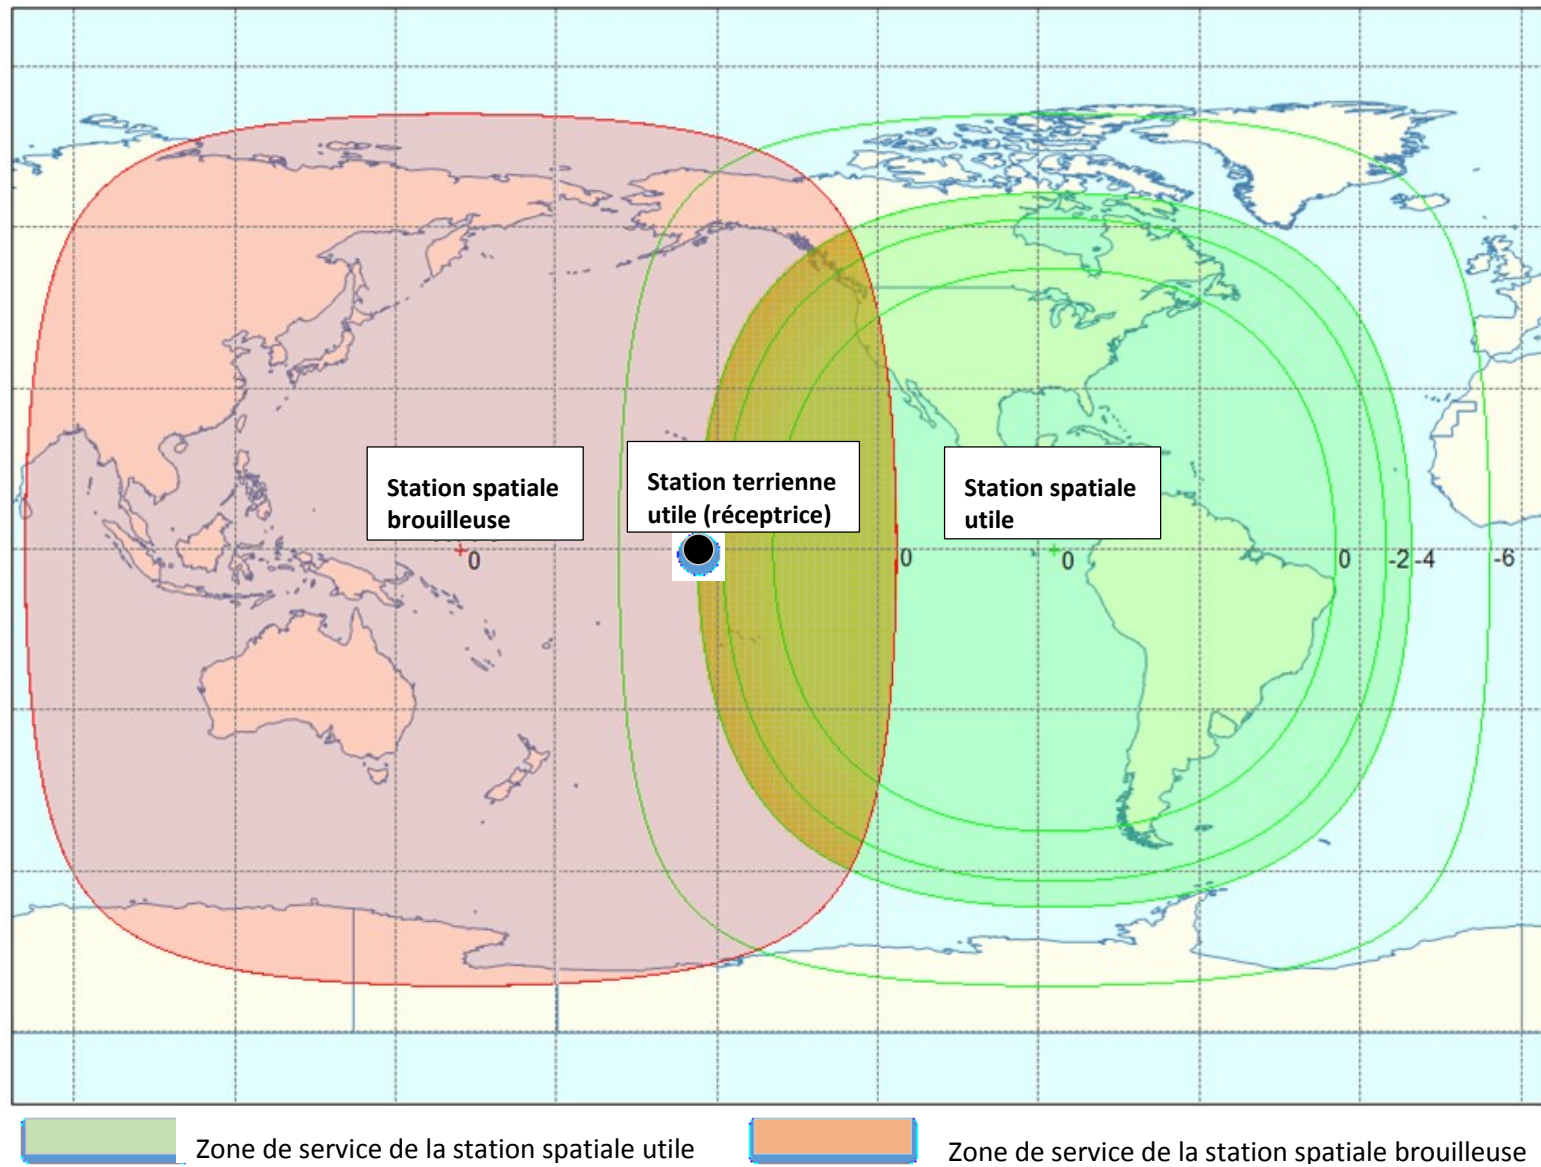 Station spatiale
brouilleuse
Station terrienne
utile (réceptrice)
Station spatiale
utile
0
0
0
0
-2
-4
-6
Zone de service de la station spatiale utile
Zone de service de la station spatiale brouilleuse